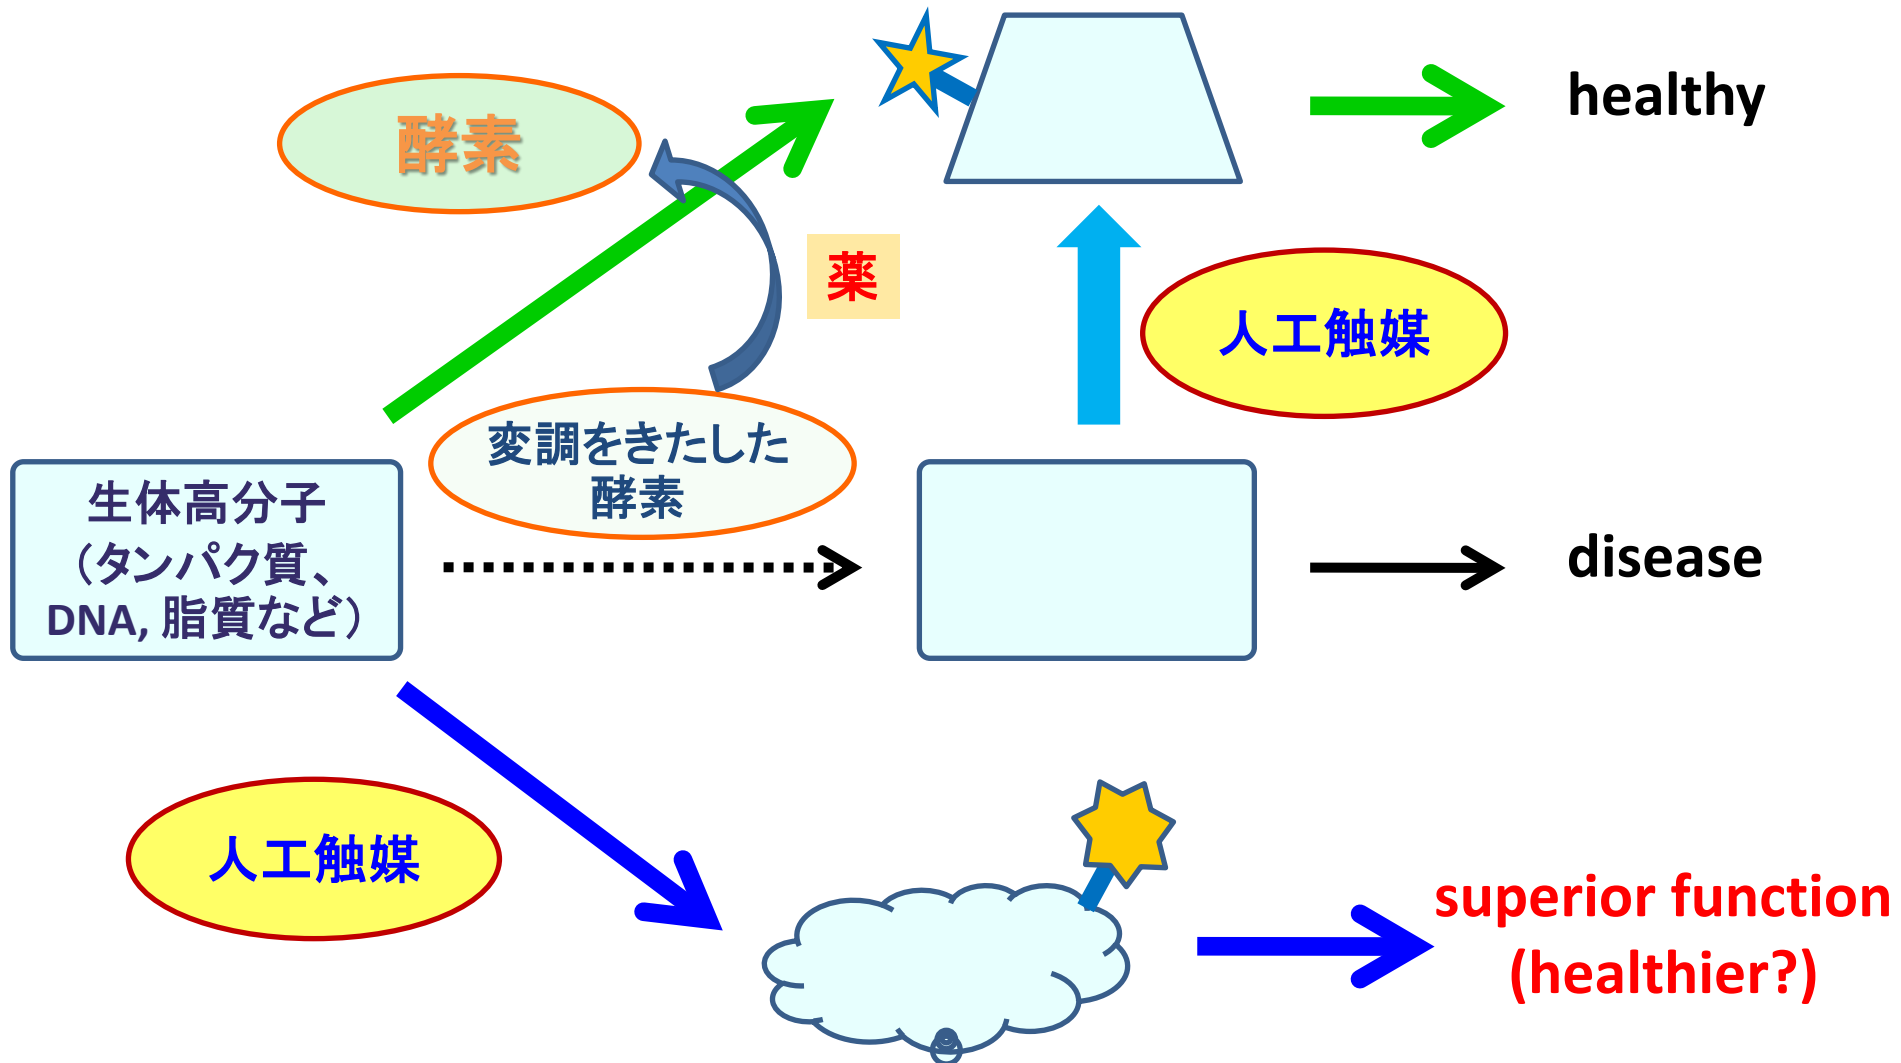 酵素
healthy
薬
人工触媒
変調をきたした
酵素
生体高分子
（タンパク質、
DNA, 脂質など）
disease
人工触媒
superior function
(healthier?)